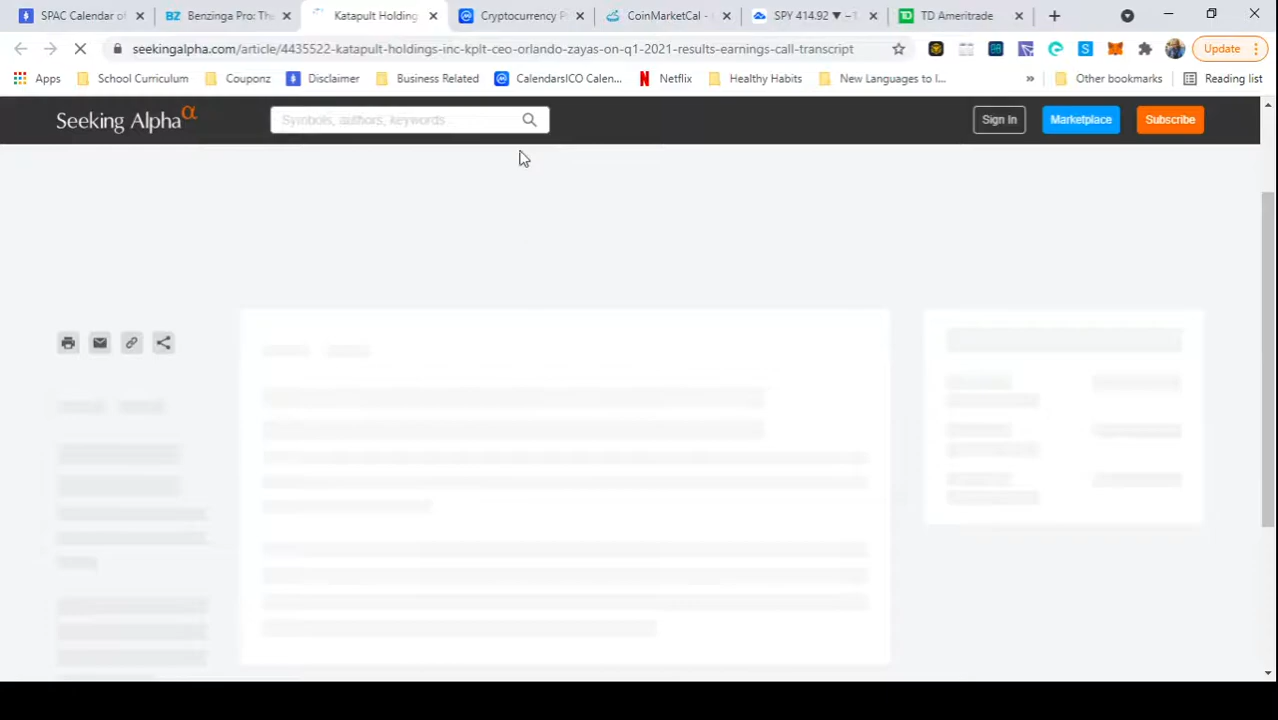 SPAC Calendar o
BZ Benzinga Pro: The
Katapult Holding
Cryptocurrency P
CoinMarketCal -
SPY 414.92 ▼ −1
TD Ameritrade
seekingalpha.com/article/4435522-katapult-holdings-inc-kplt-ceo-orlando-zayas-on-q1-2021-results-earnings-call-transcript
Update
Apps School Curriculum Couponz Disclaimer Business Related CalendarsICO Calen... Netflix Healthy Habits New Languages to l... » Other bookmarks Reading list
Seeking Alpha α
Symbols, authors, keywords
Sign In
Marketplace
Subscribe